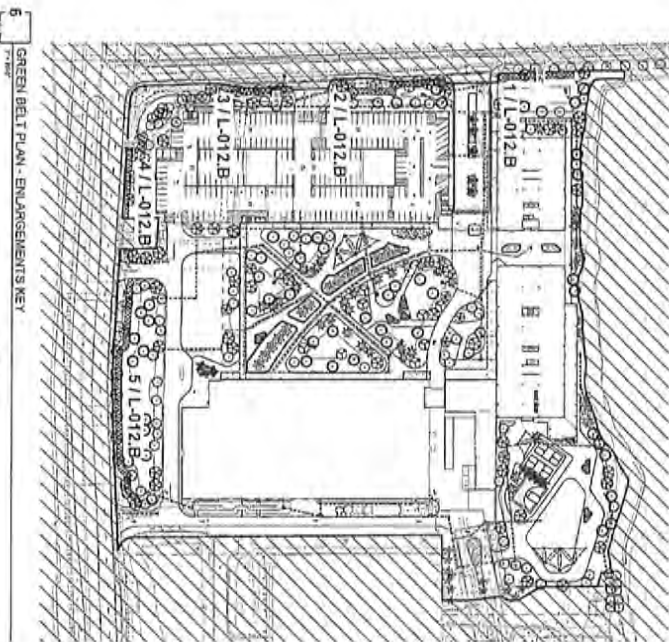 1 / L-012.B
2 / L-012.B
3 / L-012.B
4 / L-012.B
5 / L-012.B
6
GREEN BELT PLAN - ENLARGEMENTS KEY